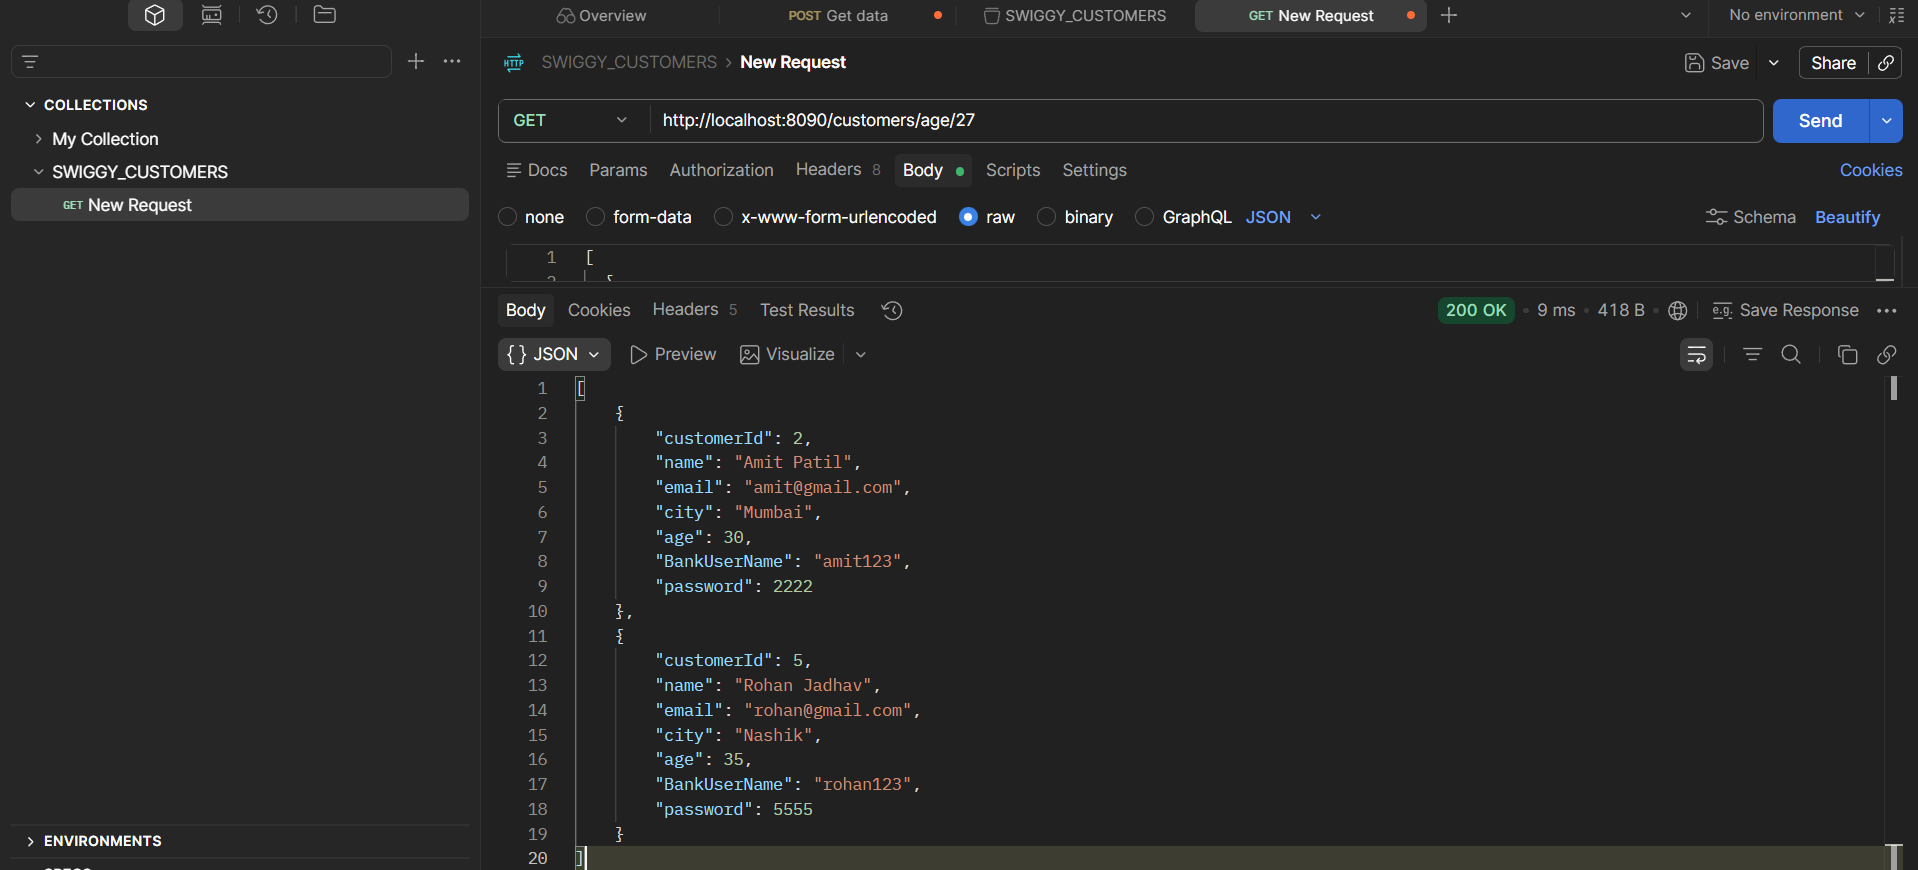 Overview
POST Get data
SWIGGY_CUSTOMERS
GET New Request
No environment
SWIGGY_CUSTOMERS > New Request
Save
Share
COLLECTIONS
My Collection
SWIGGY_CUSTOMERS
GET New Request
GET http://localhost:8090/customers/age/27
Send
Docs Params Authorization Headers 8 Body Scripts Settings
Cookies
none form-data x-www-form-urlencoded raw binary GraphQL JSON
Schema Beautify
1 [
Body Cookies Headers 5 Test Results
200 OK • 9 ms • 418 B • e.g. Save Response
{} JSON Preview Visualize
1 [
2 {
3 "customerId": 2,
4 "name": "Amit Patil",
5 "email": "amit@gmail.com",
6 "city": "Mumbai",
7 "age": 30,
8 "BankUserName": "amit123",
9 "password": 2222
10 },
11 {
12 "customerId": 5,
13 "name": "Rohan Jadhav",
14 "email": "rohan@gmail.com",
15 "city": "Nashik",
16 "age": 35,
17 "BankUserName": "rohan123",
18 "password": 5555
19 }
20 ]
ENVIRONMENTS